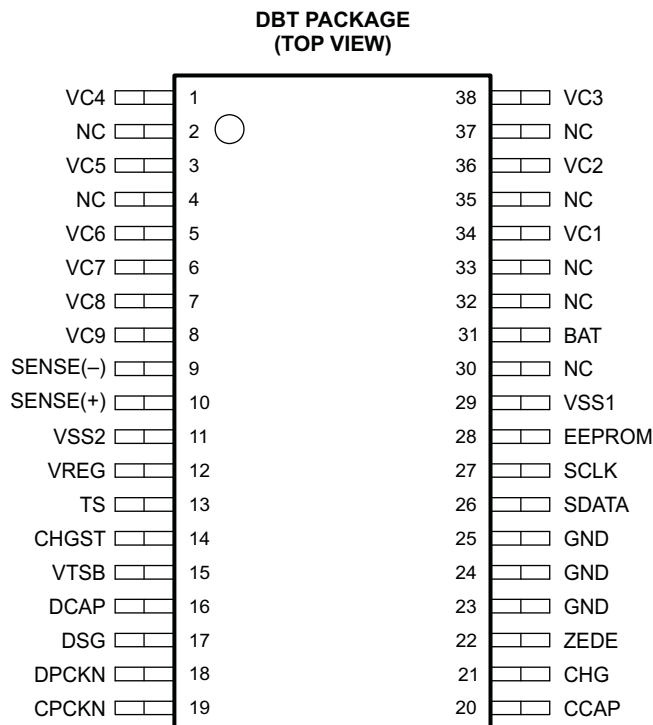 DBT PACKAGE
(TOP VIEW)
VC4 1 38 VC3
NC 2 37 NC
VC5 3 36 VC2
NC 4 35 NC
VC6 5 34 VC1
VC7 6 33 NC
VC8 7 32 NC
VC9 8 31 BAT
SENSE(–) 9 30 NC
SENSE(+) 10 29 VSS1
VSS2 11 28 EEPROM
VREG 12 27 SCLK
TS 13 26 SDATA
CHGST 14 25 GND
VTSB 15 24 GND
DCAP 16 23 GND
DSG 17 22 ZEDE
DPCKN 18 21 CHG
CPCKN 19 20 CCAP